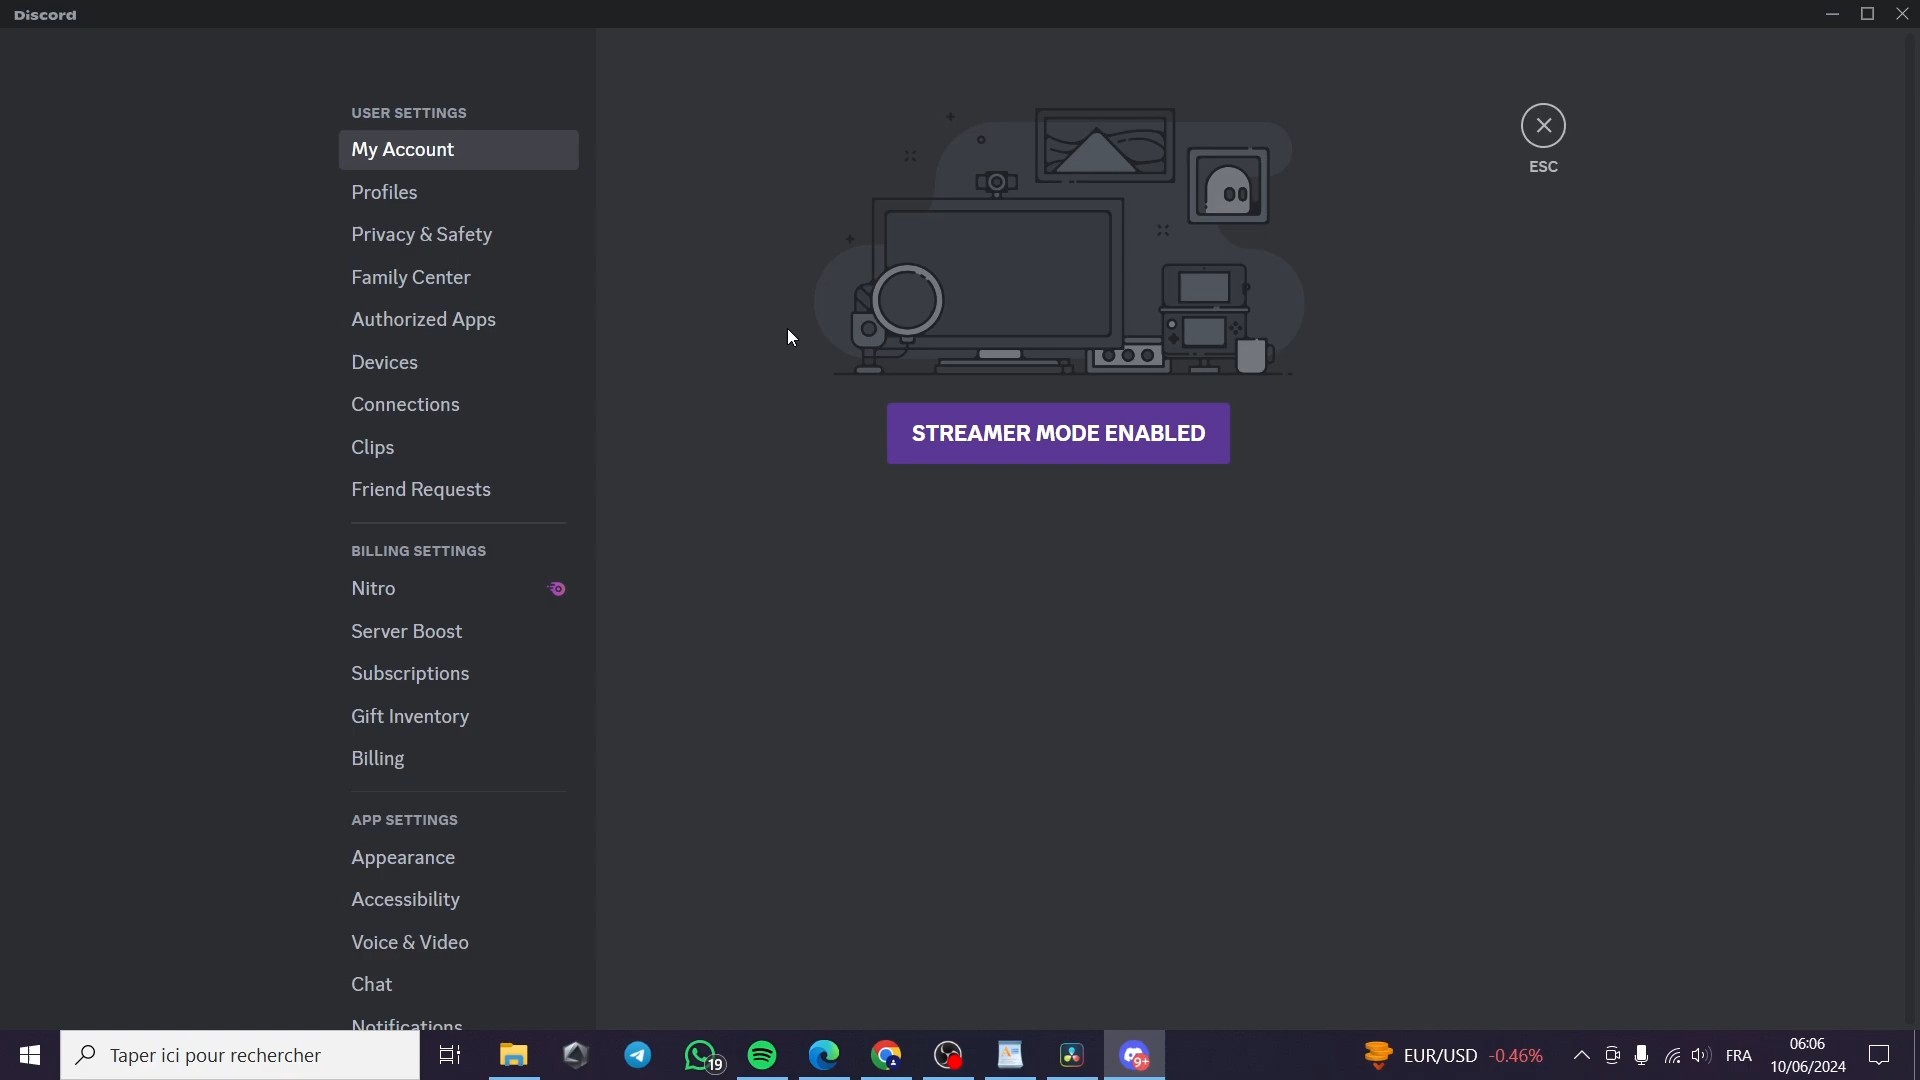 Discord
USER SETTINGS
My Account
Profiles
Privacy & Safety
Family Center
Authorized Apps
Devices
Connections
Clips
Friend Requests
BILLING SETTINGS
Nitro
Server Boost
Subscriptions
Gift Inventory
Billing
APP SETTINGS
Appearance
Accessibility
Voice & Video
Chat
Notifications
ESC
STREAMER MODE ENABLED
Taper ici pour rechercher
19
9+
EUR/USD -0.46%
FRA
06:06
10/06/2024